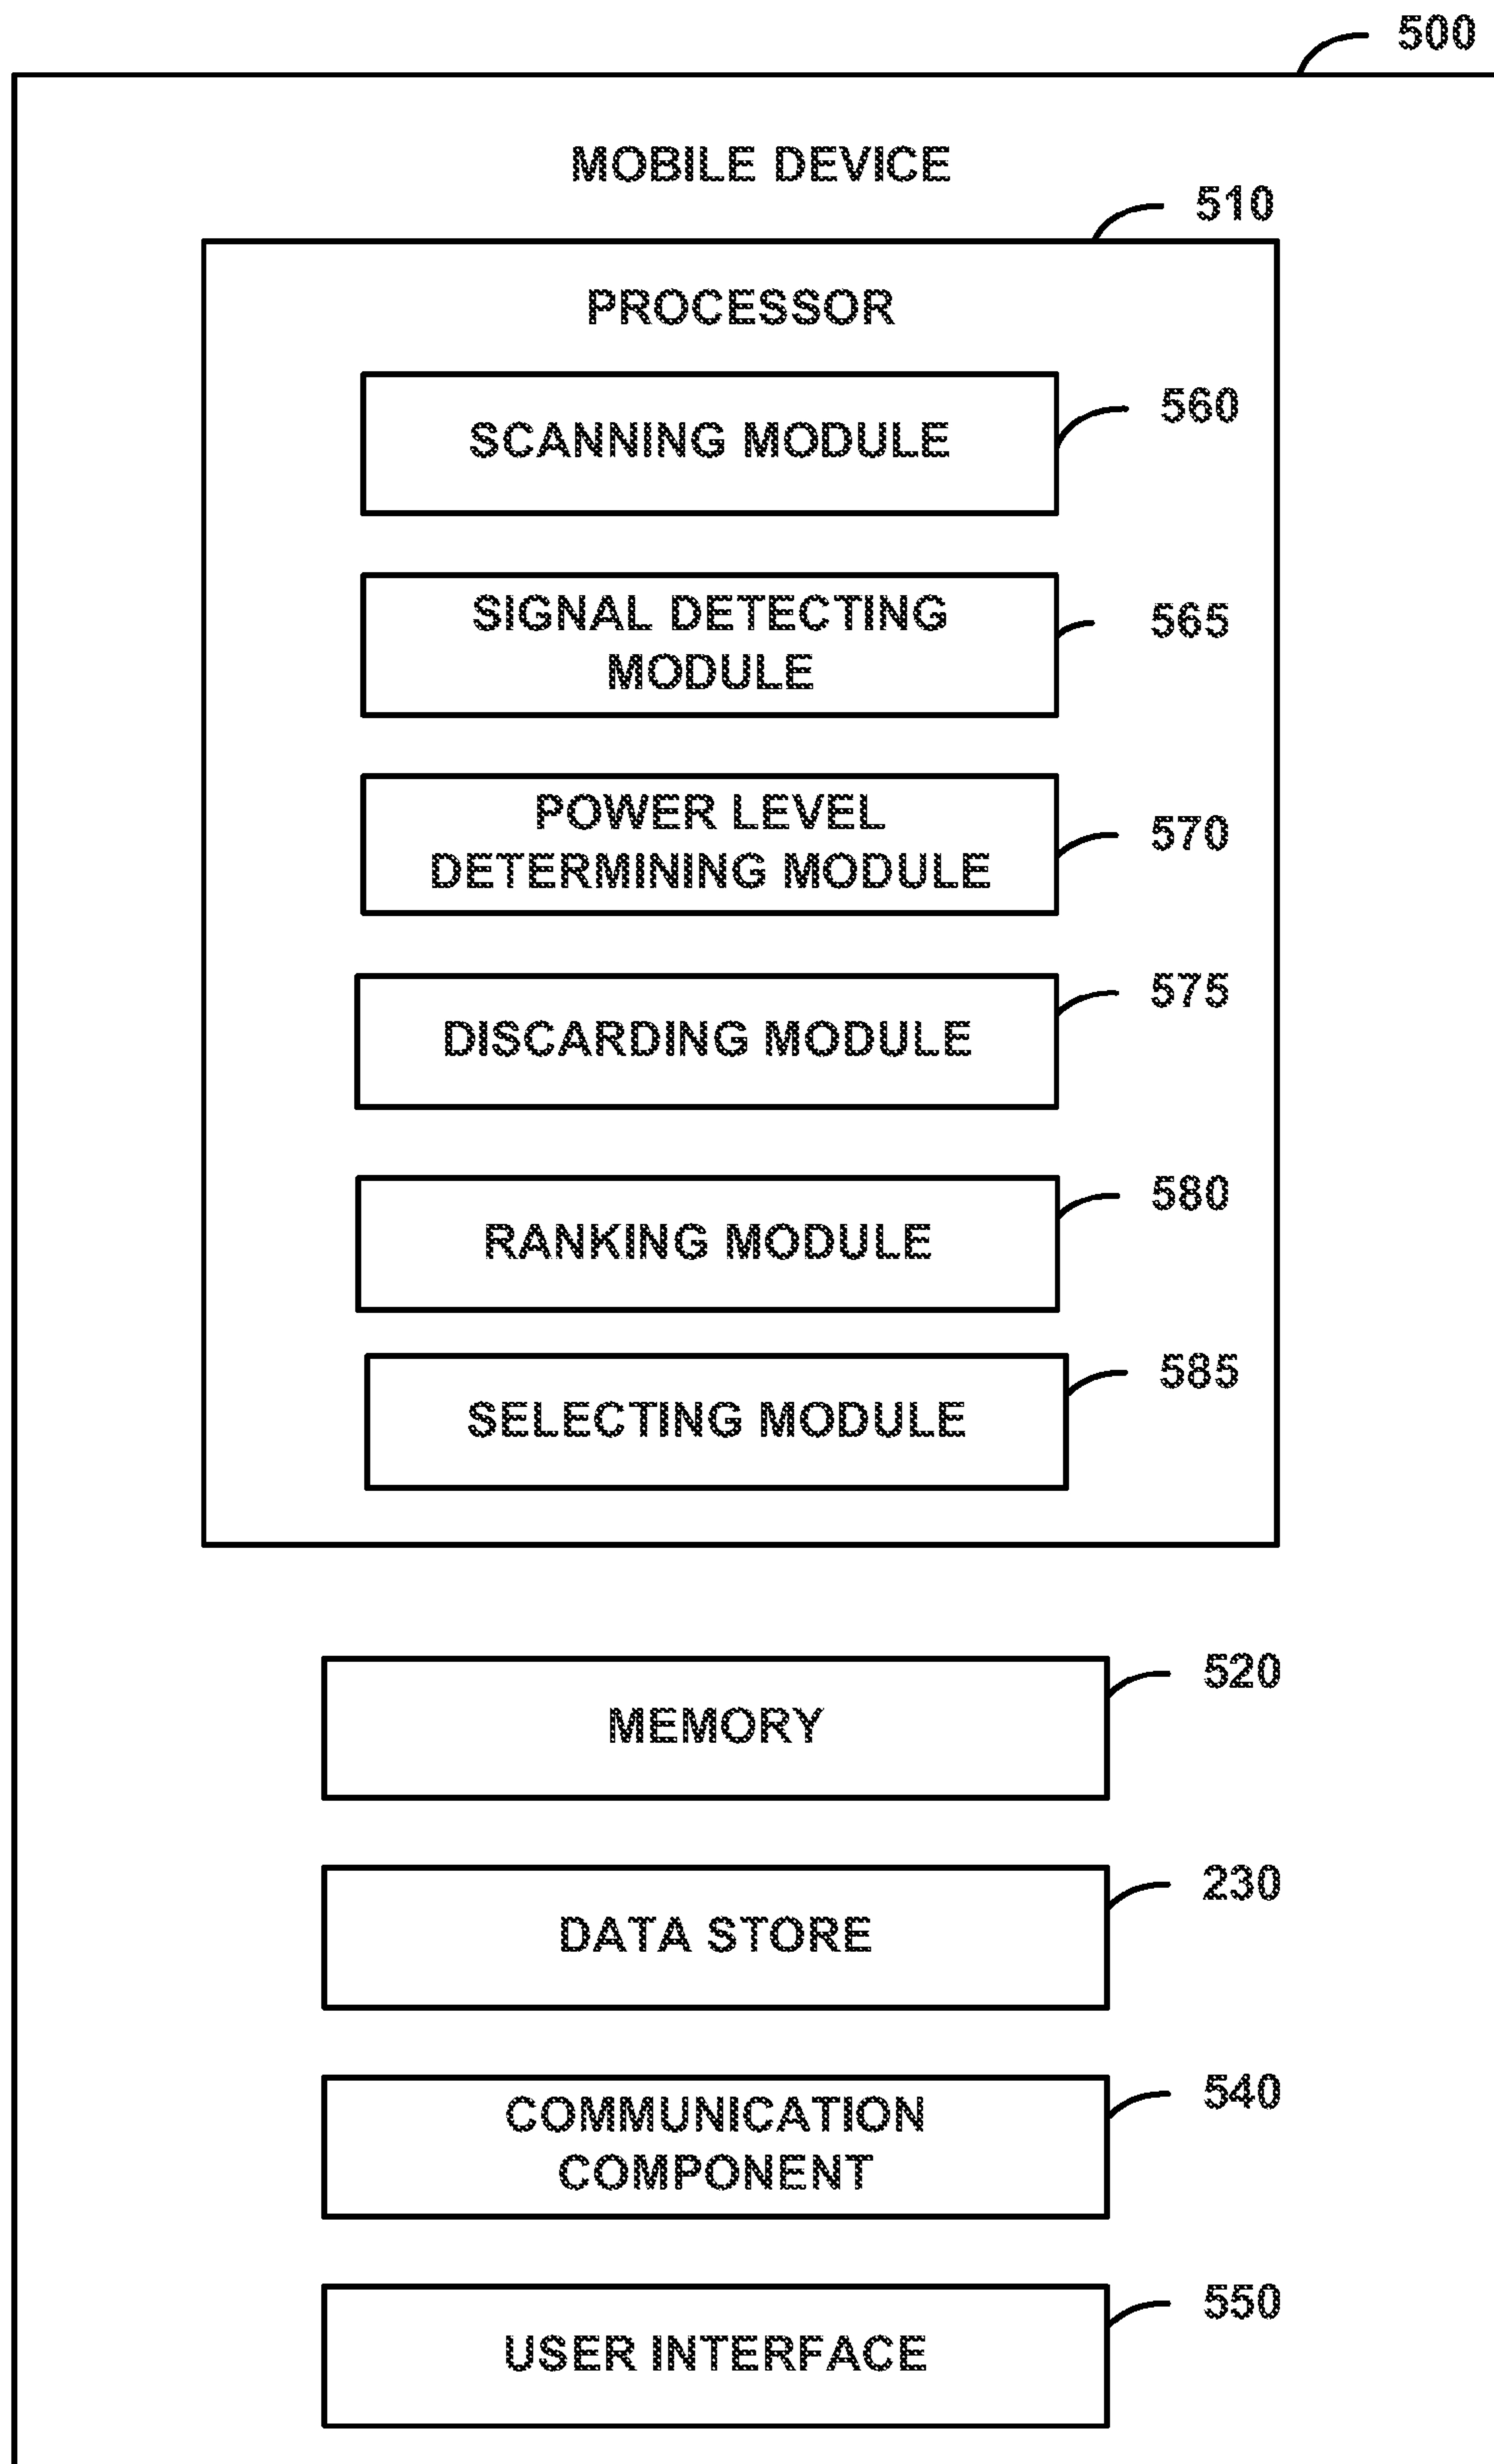 500
MOBILE DEVICE
510
PROCESSOR
SCANNING MODULE
560
SIGNAL DETECTING
MODULE
565
POWER LEVEL
DETERMINING MODULE
570
DISCARDING MODULE
575
RANKING MODULE
580
SELECTING MODULE
585
MEMORY
520
DATA STORE
230
COMMUNICATION
COMPONENT
540
USER INTERFACE
550